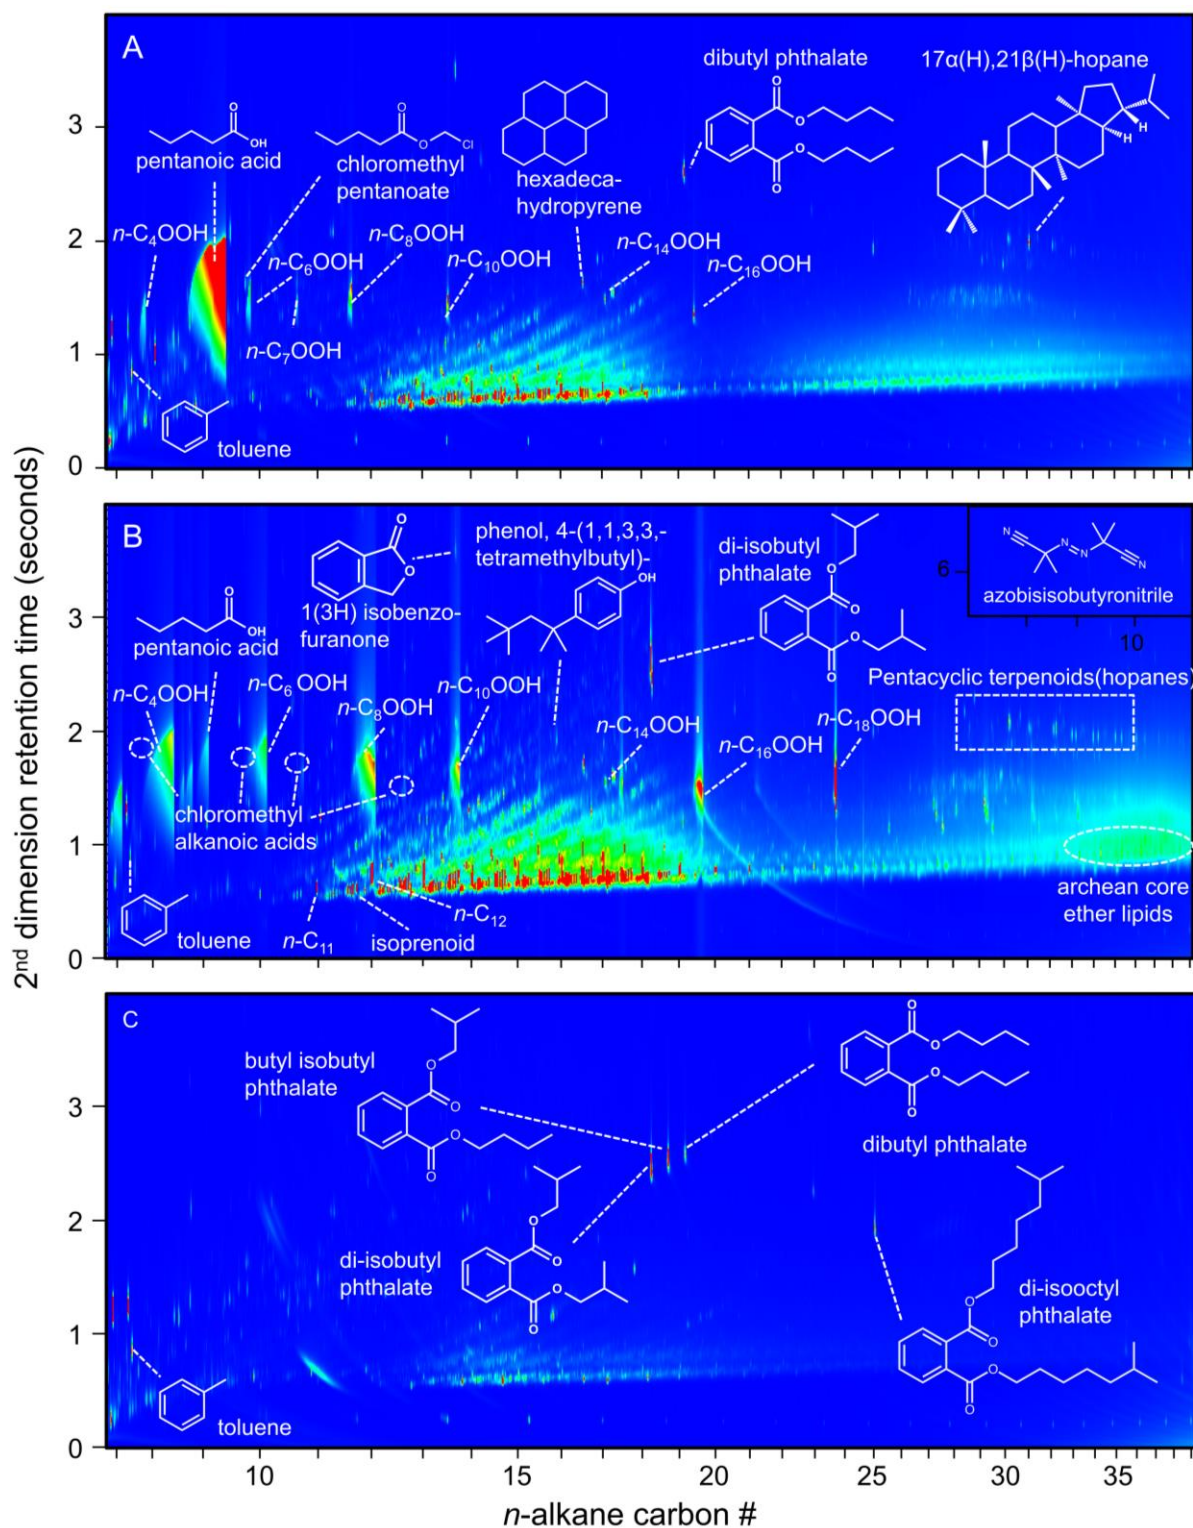 A
3
2
1
0
pentanoic acid
O
OH
chloromethyl
pentanoate
O
O
Cl
hexadeca-
hydropyrene
dibutyl phthalate
O
O
O
O
17α(H),21β(H)-hopane
H
H
n-C4OOH
n-C6OOH
n-C7OOH
n-C8OOH
n-C10OOH
n-C14OOH
n-C16OOH
toluene
B
3
2
1
0
O
O
1(3H) isobenzo-
furanone
phenol, 4-(1,1,3,3,-
tetramethylbutyl)-
OH
di-isobutyl
phthalate
O
O
O
O
6
N
N
N
N
azobisisobutyronitrile
10
O
OH
pentanoic acid
Pentacyclic terpenoids(hopanes)
n-C4OOH
n-C6 OOH
n-C8OOH
n-C10OOH
n-C14OOH
n-C16OOH
n-C18OOH
chloromethyl
alkanoic acids
toluene
n-C11
n-C12
isoprenoid
archean core
ether lipids
C
3
2
1
0
butyl isobutyl
phthalate
O
O
O
O
O
O
O
O
dibutyl phthalate
di-isobutyl
phthalate
O
O
O
O
di-isooctyl
phthalate
O
O
O
O
toluene
10
15
20
25
30
35
n-alkane carbon #
2nd dimension retention time (seconds)